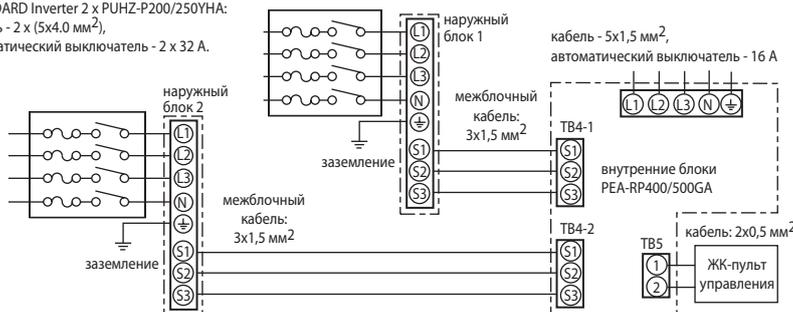 DARD Inverter 2 x PUHZ-P200/250YHA:
- 2 x (5x4.0 мм2),
выключатель - 2 x 32 А.
наружный
блок 1
L1
L2
L3
N
S1
S2
S3
кабель - 5x1,5 мм2,
автоматический выключатель - 16 А
L1 L2 L3 N
межблочный
кабель:
3x1,5 мм2
заземление
TB4-1
S1
S2
S3
внутренние блоки
PEA-RP400/500GA
наружный
блок 2
L1
L2
L3
N
S1
S2
S3
заземление
межблочный
кабель:
3x1,5 мм2
TB4-2
S1
S2
S3
кабель: 2x0,5 мм2
TB5
1
2
ЖК-пульт
управления